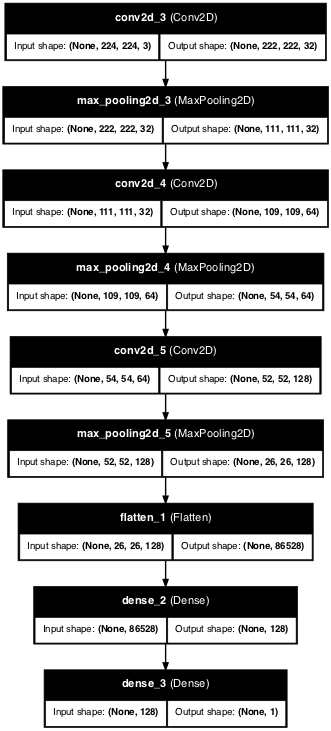 conv2d_3 (Conv2D)
Input shape: (None, 224, 224, 3) Output shape: (None, 222, 222, 32)
max_pooling2d_3 (MaxPooling2D)
Input shape: (None, 222, 222, 32) Output shape: (None, 111, 111, 32)
conv2d_4 (Conv2D)
Input shape: (None, 111, 111, 32) Output shape: (None, 109, 109, 64)
max_pooling2d_4 (MaxPooling2D)
Input shape: (None, 109, 109, 64) Output shape: (None, 54, 54, 64)
conv2d_5 (Conv2D)
Input shape: (None, 54, 54, 64) Output shape: (None, 52, 52, 128)
max_pooling2d_5 (MaxPooling2D)
Input shape: (None, 52, 52, 128) Output shape: (None, 26, 26, 128)
flatten_1 (Flatten)
Input shape: (None, 26, 26, 128) Output shape: (None, 86528)
dense_2 (Dense)
Input shape: (None, 86528) Output shape: (None, 128)
dense_3 (Dense)
Input shape: (None, 128) Output shape: (None, 1)